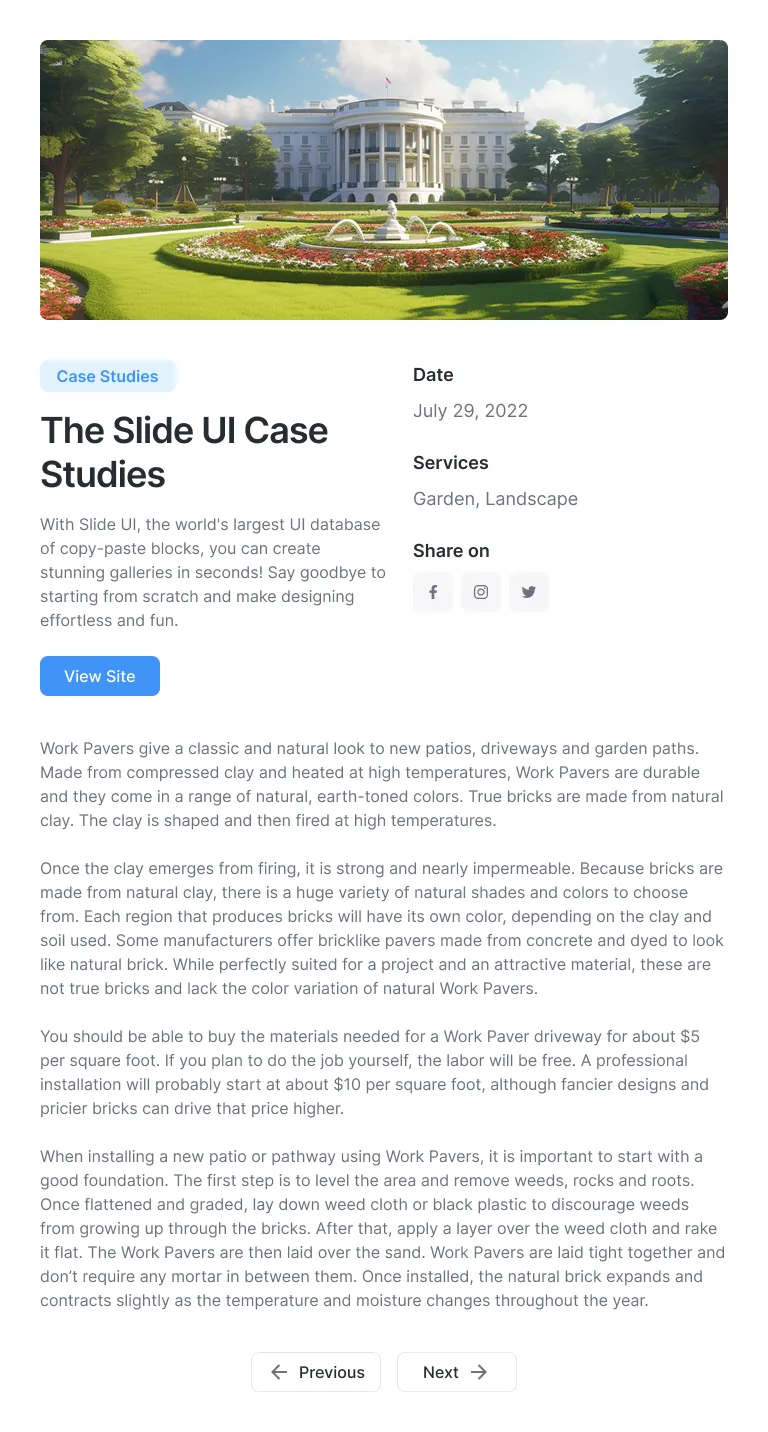 Case Studies
The Slide UI Case
Studies
With Slide UI, the world's largest UI database
of copy-paste blocks, you can create
stunning galleries in seconds! Say goodbye to
starting from scratch and make designing
effortless and fun.
View Site
Date
July 29, 2022
Services
Garden, Landscape
Share on
Work Pavers give a classic and natural look to new patios, driveways and garden paths.
Made from compressed clay and heated at high temperatures, Work Pavers are durable
and they come in a range of natural, earth-toned colors. True bricks are made from natural
clay. The clay is shaped and then fired at high temperatures.
Once the clay emerges from firing, it is strong and nearly impermeable. Because bricks are
made from natural clay, there is a huge variety of natural shades and colors to choose
from. Each region that produces bricks will have its own color, depending on the clay and
soil used. Some manufacturers offer bricklike pavers made from concrete and dyed to look
like natural brick. While perfectly suited for a project and an attractive material, these are
not true bricks and lack the color variation of natural Work Pavers.
You should be able to buy the materials needed for a Work Paver driveway for about $5
per square foot. If you plan to do the job yourself, the labor will be free. A professional
installation will probably start at about $10 per square foot, although fancier designs and
pricier bricks can drive that price higher.
When installing a new patio or pathway using Work Pavers, it is important to start with a
good foundation. The first step is to level the area and remove weeds, rocks and roots.
Once flattened and graded, lay down weed cloth or black plastic to discourage weeds
from growing up through the bricks. After that, apply a layer over the weed cloth and rake
it flat. The Work Pavers are then laid over the sand. Work Pavers are laid tight together and
don’t require any mortar in between them. Once installed, the natural brick expands and
contracts slightly as the temperature and moisture changes throughout the year.
Previous
Next